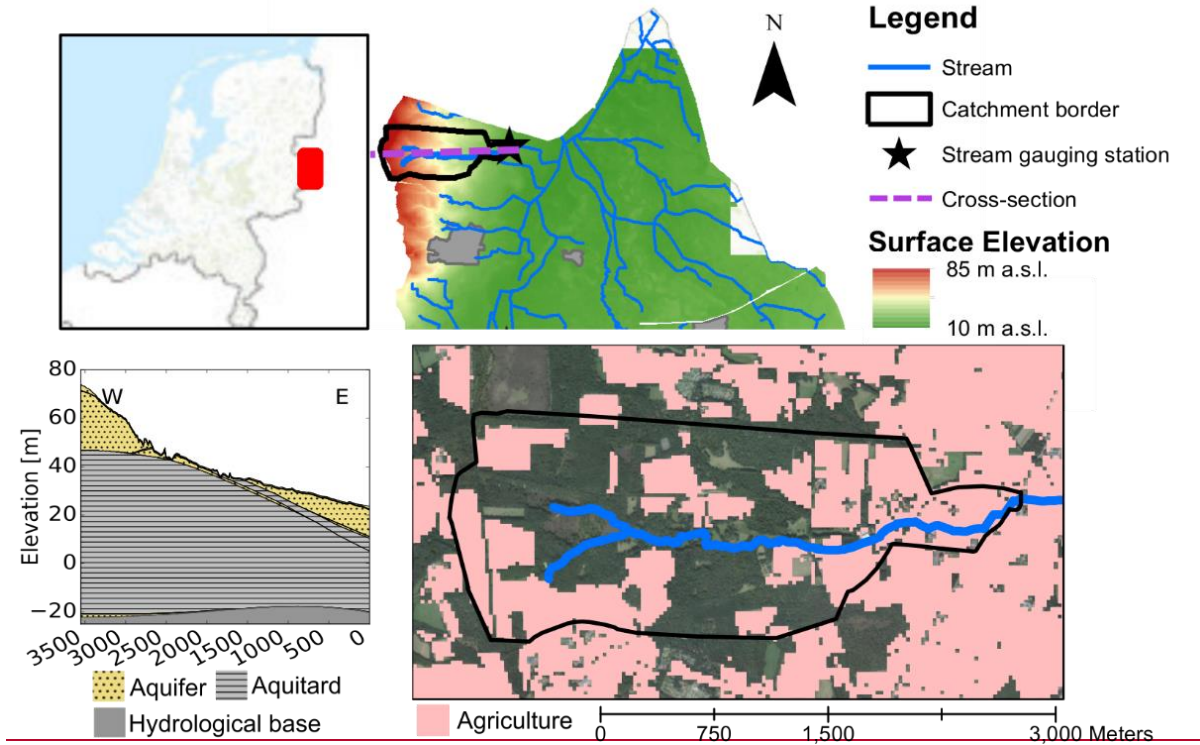 N
Legend
Stream
Catchment border
Stream gauging station
Cross-section
Surface Elevation
85 m a.s.l.
10 m a.s.l.
Elevation [m]
80
60
40
20
0
−20
W
E
3500
3000
2500
2000
1500
1000
500
0
Aquifer
Aquitard
Hydrological base
Agriculture
0
750
1,500
3,000 Meters